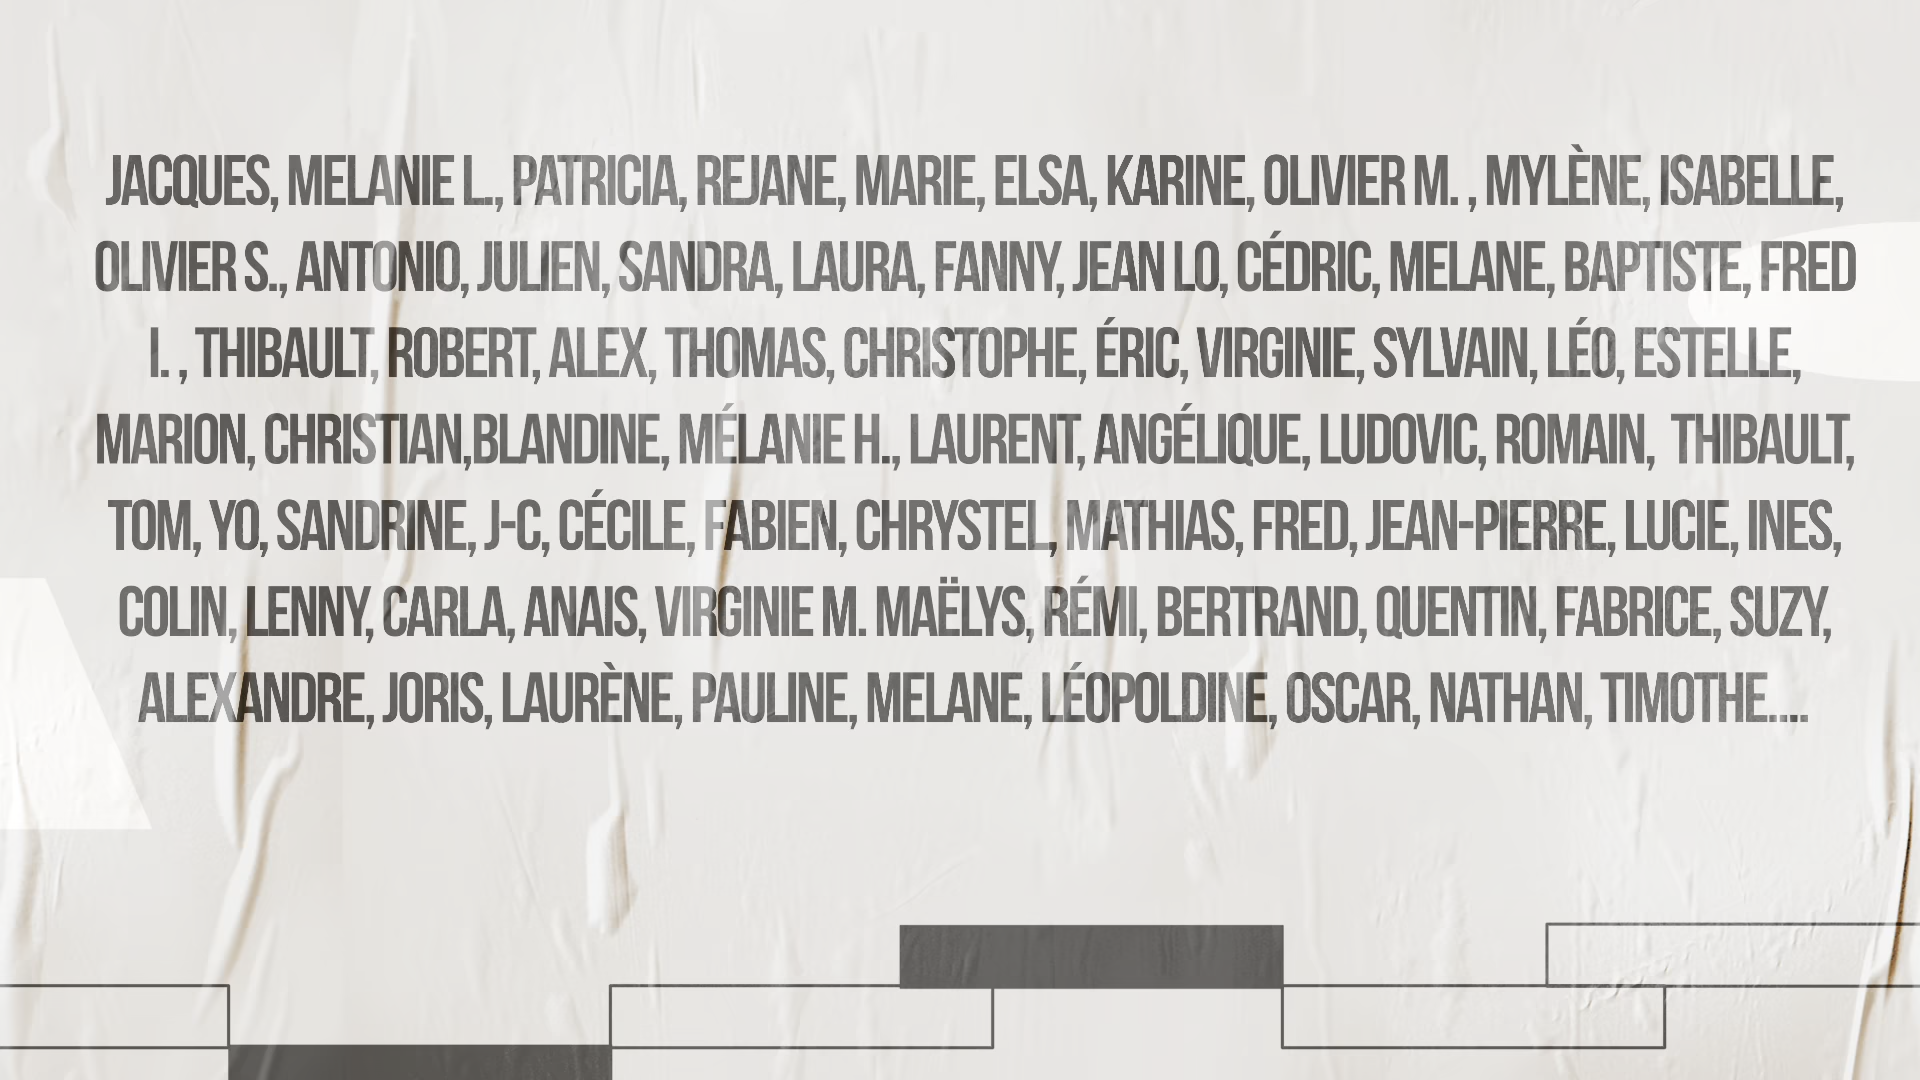 JACQUES, MELANIE L., PATRICIA, REJANE, MARIE, ELSA, KARINE, OLIVIER M. , MYLÈNE, ISABELLE,
OLIVIER S., ANTONIO, JULIEN, SANDRA, LAURA, FANNY, JEAN LO, CÉDRIC, MELANE, BAPTISTE, FRED
I. , THIBAULT, ROBERT, ALEX, THOMAS, CHRISTOPHE, ÉRIC, VIRGINIE, SYLVAIN, LÉO, ESTELLE,
MARION, CHRISTIAN,BLANDINE, MÉLANIE H., LAURENT, ANGÉLIQUE, LUDOVIC, ROMAIN,  THIBAULT,
TOM, YO, SANDRINE, J-C, CÉCILE, FABIEN, CHRYSTEL, MATHIAS, FRED, JEAN-PIERRE, LUCIE, INES,
COLIN, LENNY, CARLA, ANAIS, VIRGINIE M. MAËLYS, RÉMI, BERTRAND, QUENTIN, FABRICE, SUZY,
ALEXANDRE, JORIS, LAURÈNE, PAULINE, MELANE, LÉOPOLDINE, OSCAR, NATHAN, TIMOTHE....